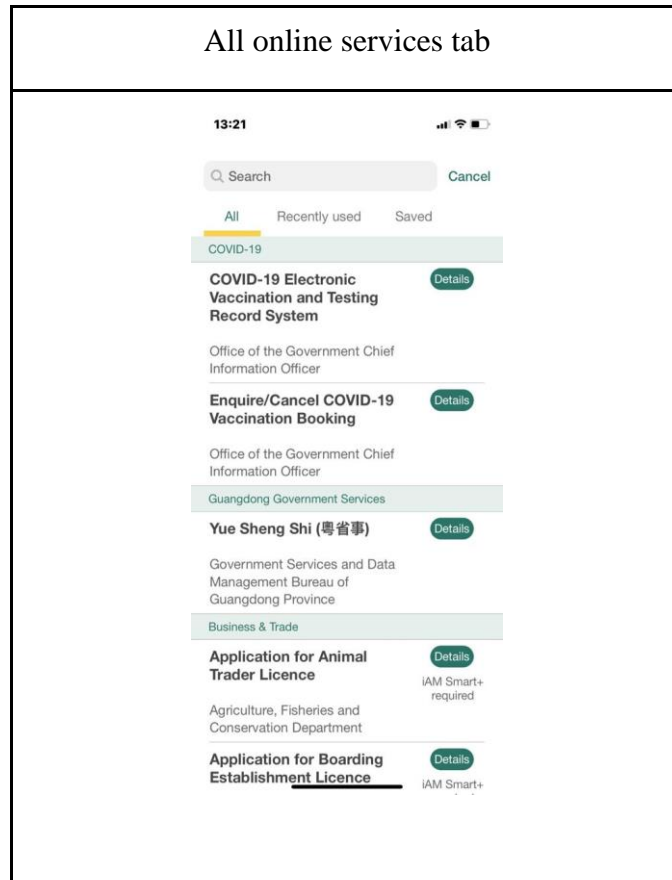 All online services tab
13:21
Search
Cancel
All Recently used Saved
COVID-19
COVID-19 Electronic
Details
Vaccination and Testing
Record System
Office of the Government Chief
Information Officer
Enquire/Cancel COVID-19
Details
Vaccination Booking
Office of the Government Chief
Information Officer
Guangdong Government Services
Yue Sheng Shi (粵省事)
Details
Government Services and Data
Management Bureau of
Guangdong Province
Business & Trade
Application for Animal
Details
Trader Licence
iAM Smart+
required
Agriculture, Fisheries and
Conservation Department
Application for Boarding
Details
Establishment Licence
iAM Smart+